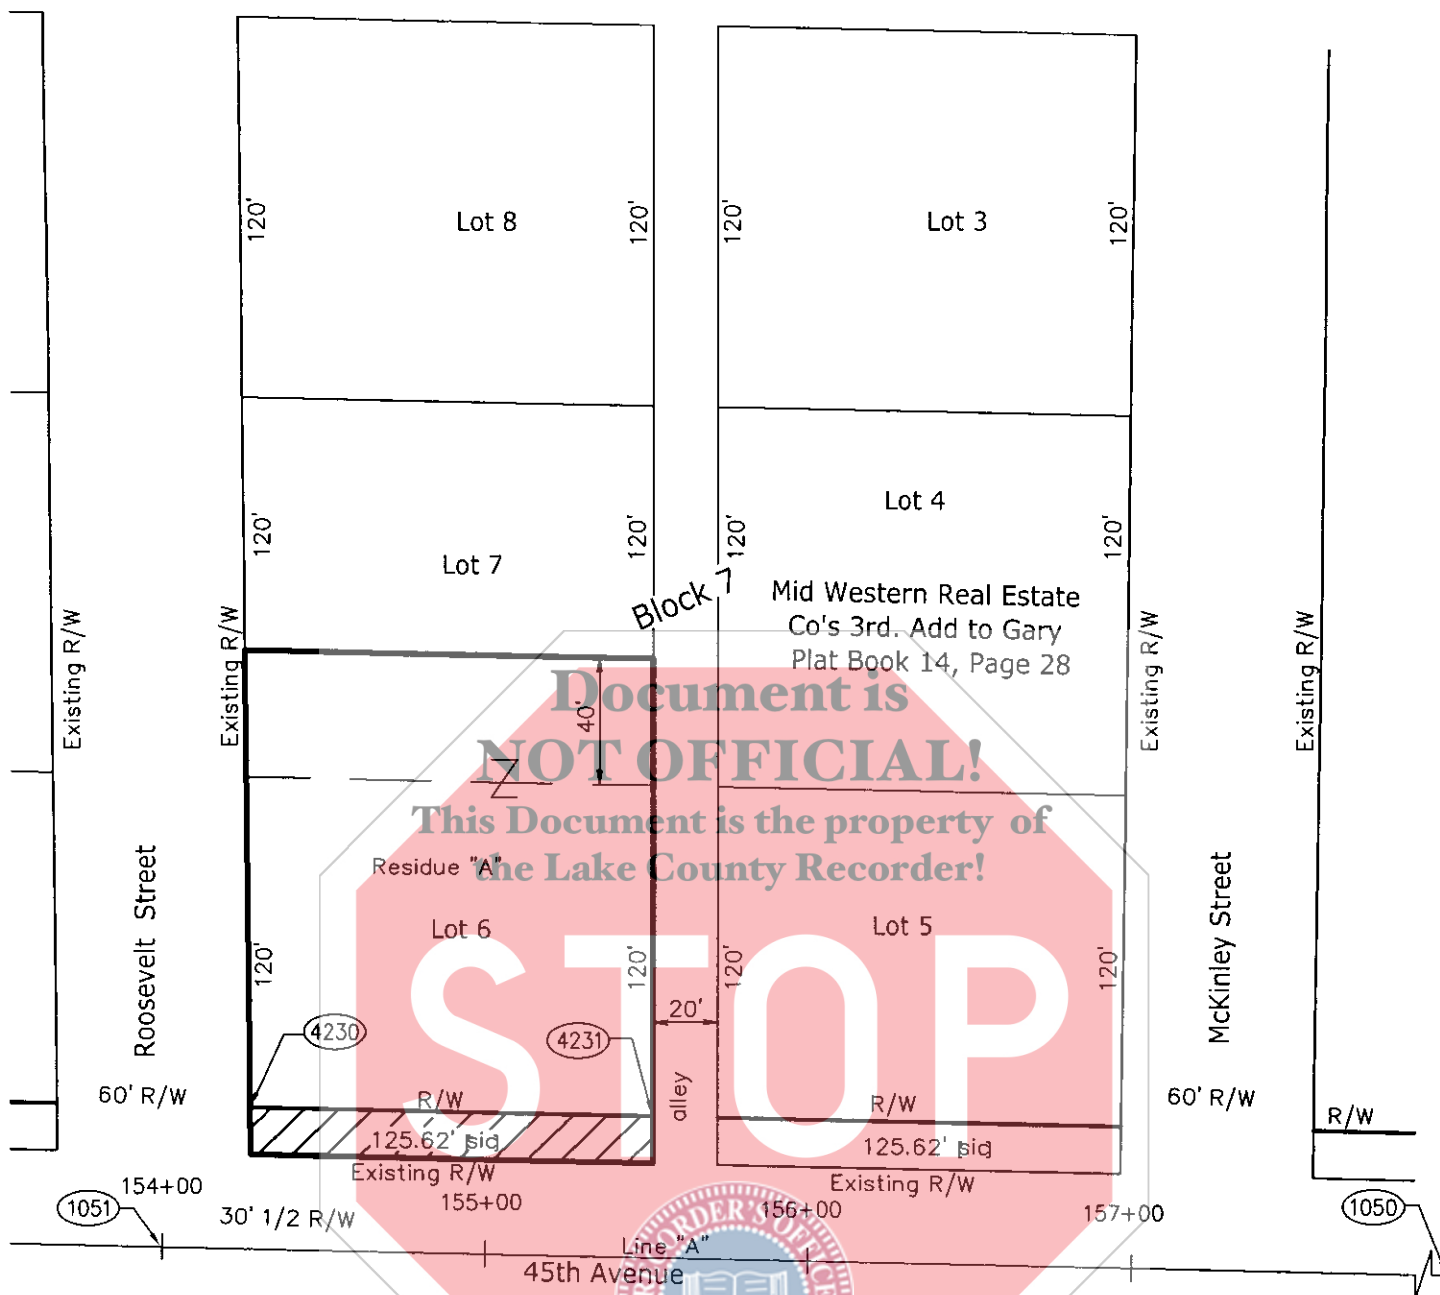 120'
Lot 8
120'
120'
Lot 3
120'
120'
Lot 7
120'
120'
Lot 4
120'
Block 7
Mid Western Real Estate
Co's 3rd. Add to Gary
Plat Book 14, Page 28
Existing R/W
Existing R/W
Existing R/W
Existing R/W
40'
Document is
NOT OFFICIAL!
This Document is the property of
the Lake County Recorder!
STOP
Residue "A"
Lot 6
Lot 5
Roosevelt Street
McKinley Street
120'
120'
120'
120'
20'
4230
4231
alley
60' R/W
R/W
R/W
60' R/W
R/W
125.62' [sic]
125.62' [sic]
Existing R/W
Existing R/W
1051
154+00
155+00
156+00
157+00
1050
30' 1/2 R/W
Line "A"
45th Avenue
RECORDER'S OFFICE